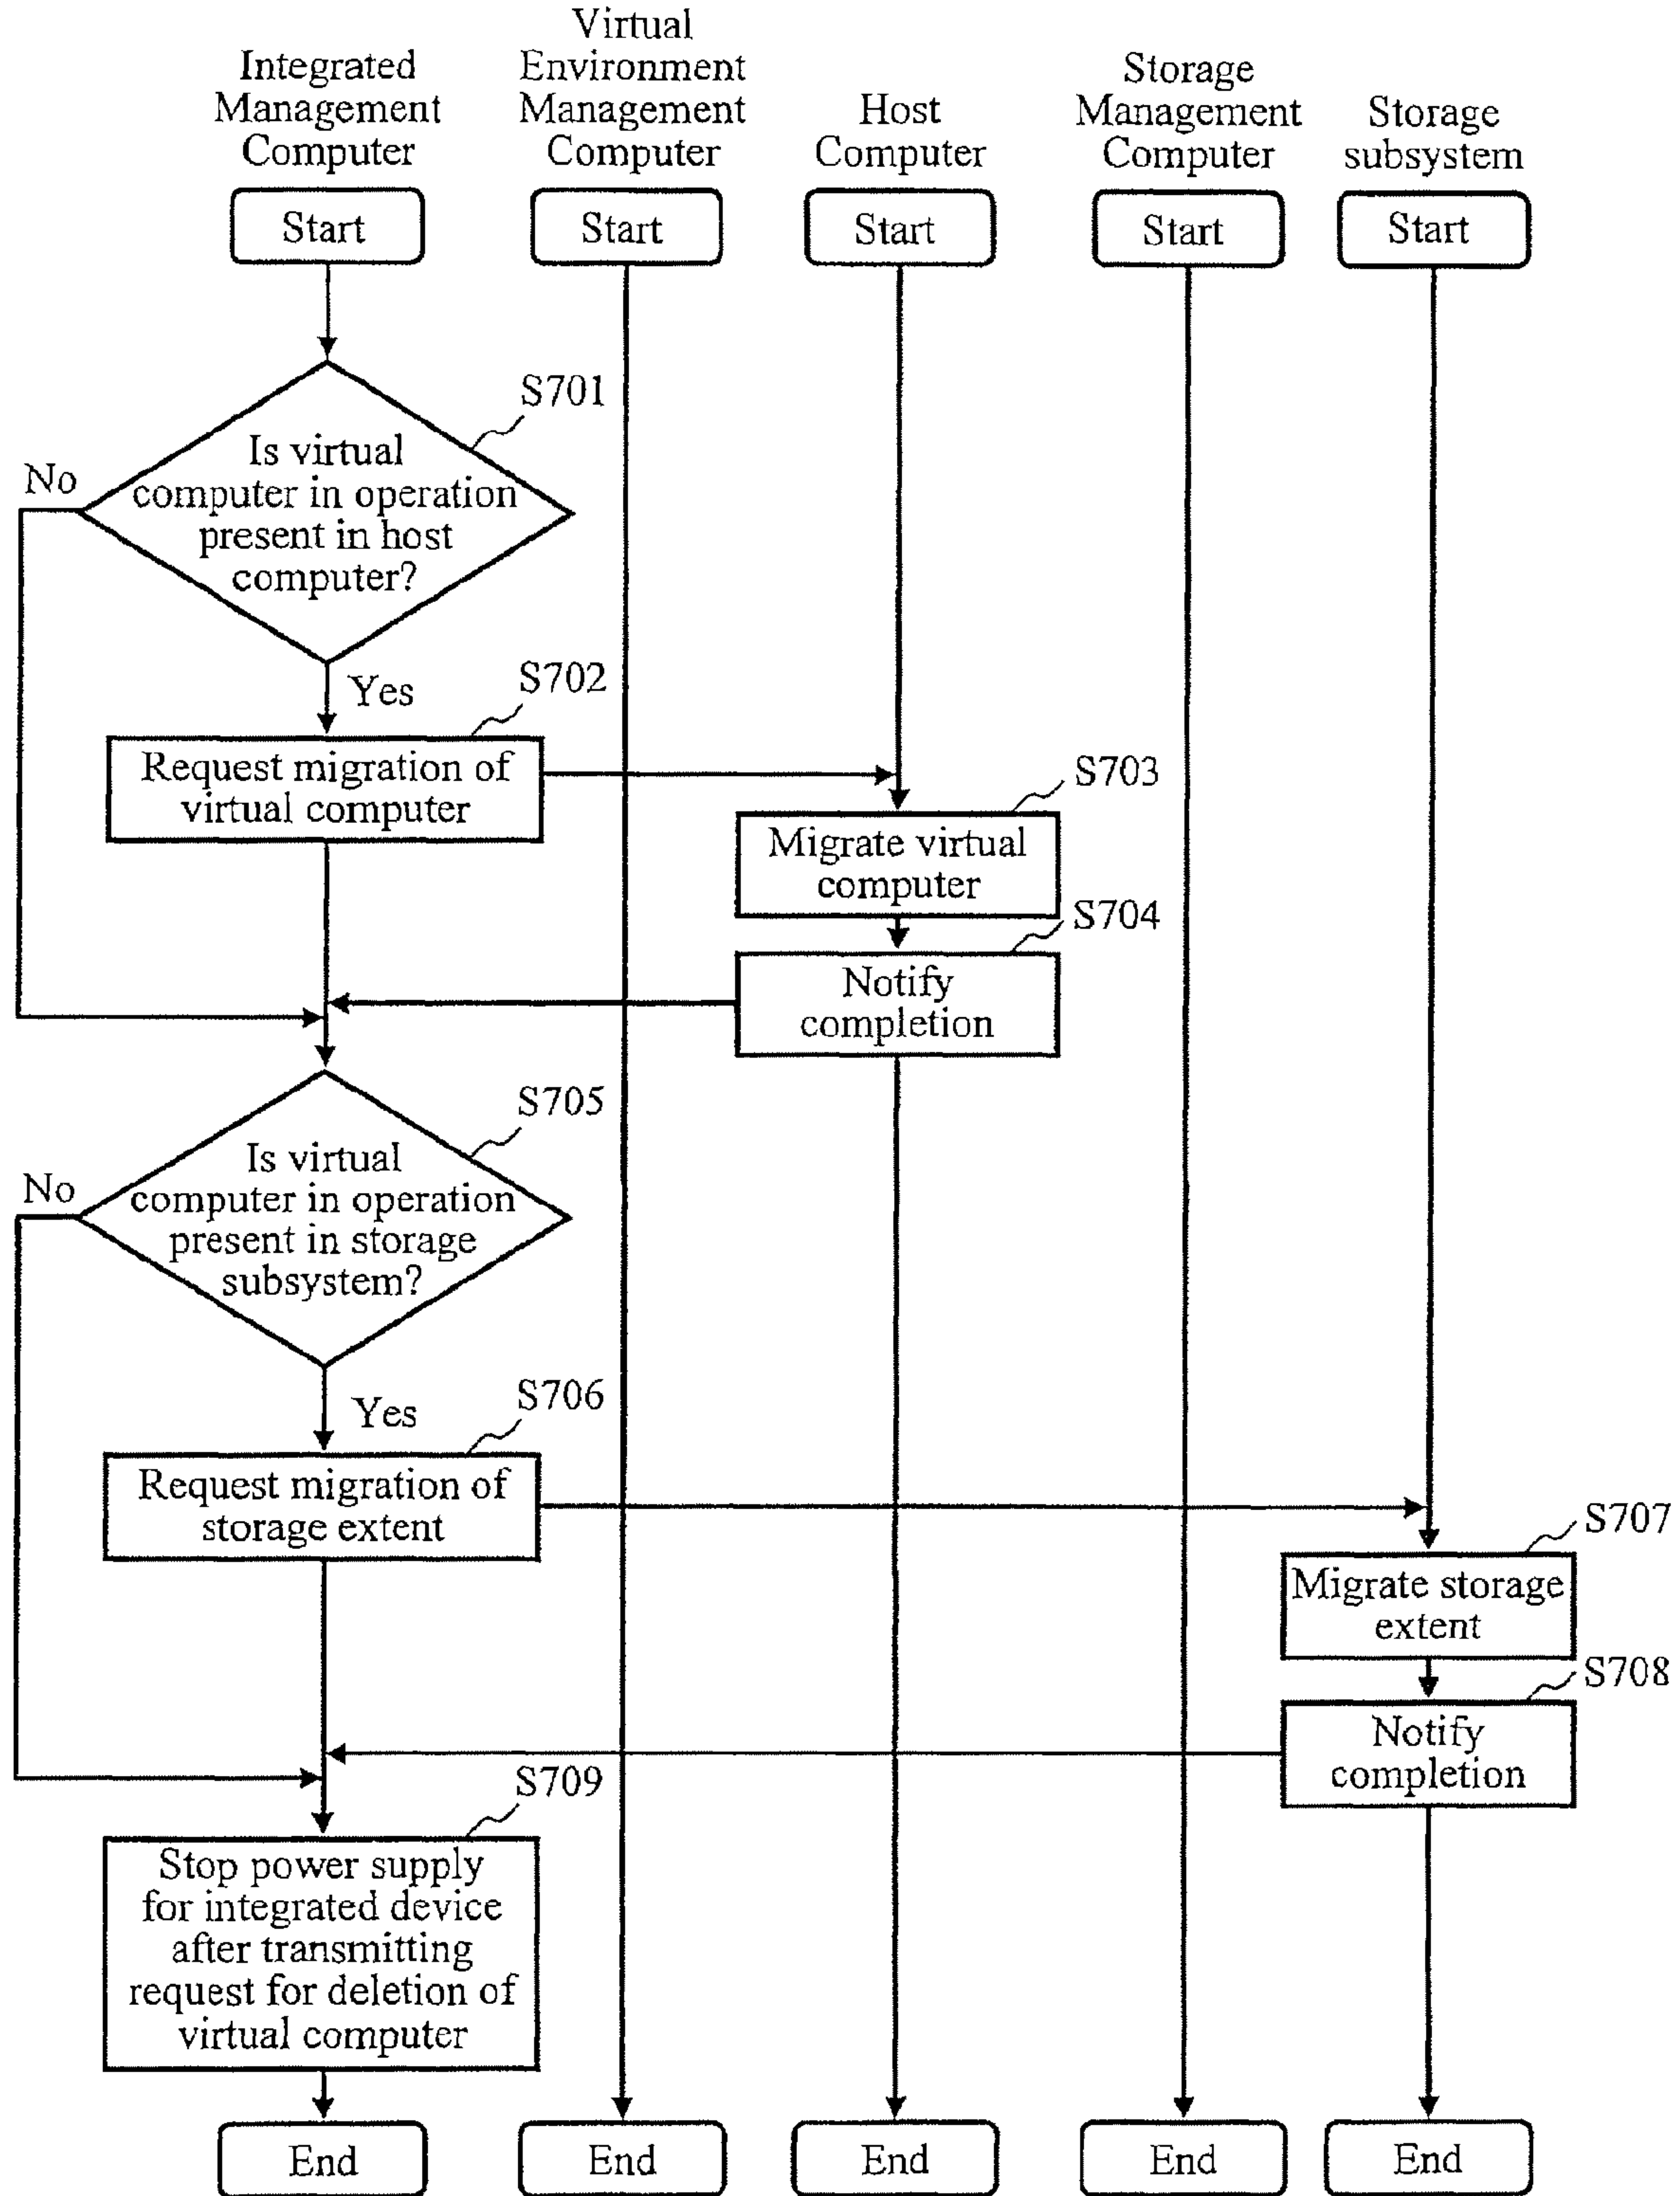 Integrated
Management
Computer
Virtual
Environment
Management
Computer
Host
Computer
Storage
Management
Computer
Storage
subsystem
Start
Start
Start
Start
Start
S701
Is virtual
computer in operation
present in host
computer?
No
Yes
S702
Request migration of
virtual computer
S703
Migrate virtual
computer
S704
Notify
completion
S705
Is virtual
computer in operation
present in storage
subsystem?
No
Yes
S706
Request migration of
storage extent
S707
Migrate storage
extent
S708
Notify
completion
S709
Stop power supply
for integrated device
after transmitting
request for deletion of
virtual computer
End
End
End
End
End